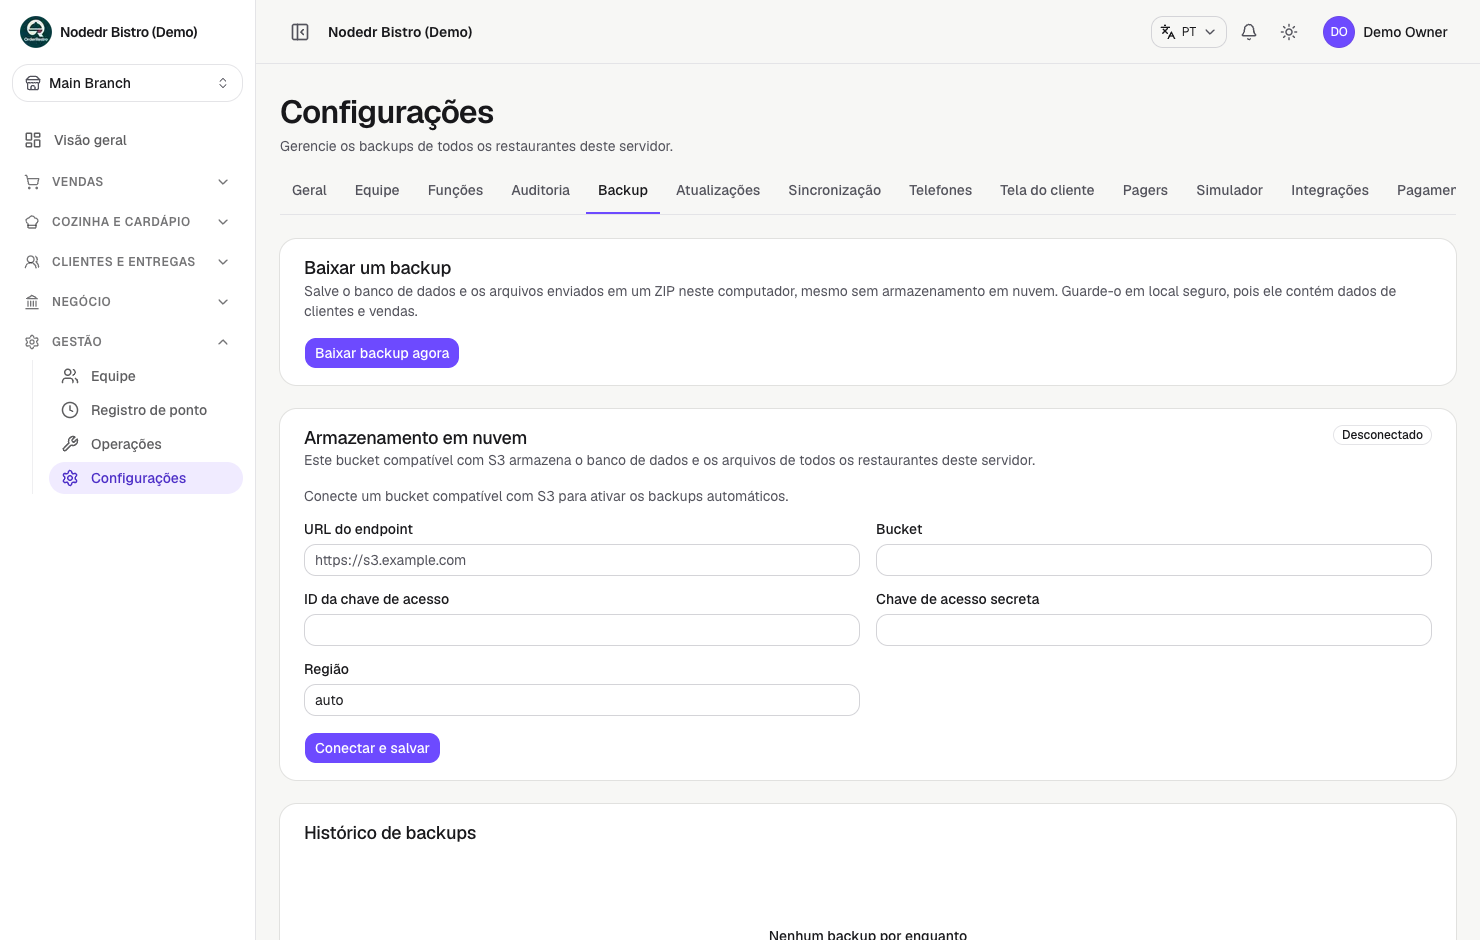 Nodedr Bistro (Demo)
Main Branch
Visão geral
VENDAS
COZINHA E CARDÁPIO
CLIENTES E ENTREGAS
NEGÓCIO
GESTÃO
Equipe
Registro de ponto
Operações
Configurações
Nodedr Bistro (Demo)
PT
DO
Demo Owner
Configurações
Gerencie os backups de todos os restaurantes deste servidor.
Geral Equipe Funções Auditoria Backup Atualizações Sincronização Telefones Tela do cliente Pagers Simulador Integrações Pagamen
Baixar um backup
Salve o banco de dados e os arquivos enviados em um ZIP neste computador, mesmo sem armazenamento em nuvem. Guarde-o em local seguro, pois ele contém dados de
clientes e vendas.
Baixar backup agora
Armazenamento em nuvem
Desconectado
Este bucket compatível com S3 armazena o banco de dados e os arquivos de todos os restaurantes deste servidor.
Conecte um bucket compatível com S3 para ativar os backups automáticos.
URL do endpoint
https://s3.example.com
Bucket
ID da chave de acesso
Chave de acesso secreta
Região
auto
Conectar e salvar
Histórico de backups
Nenhum backup por enquanto